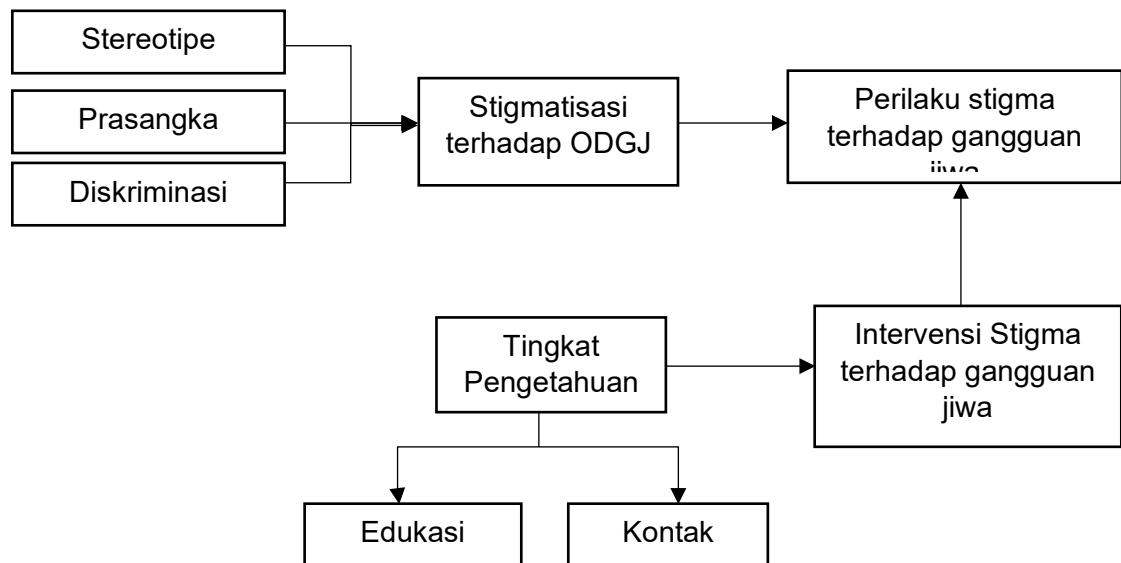 Stereotipe
Prasangka
Diskriminasi
Stigmatisasi
terhadap ODGJ
Perilaku stigma
terhadap gangguan
jiwa
Tingkat
Pengetahuan
Intervensi Stigma
terhadap gangguan
jiwa
Edukasi
Kontak